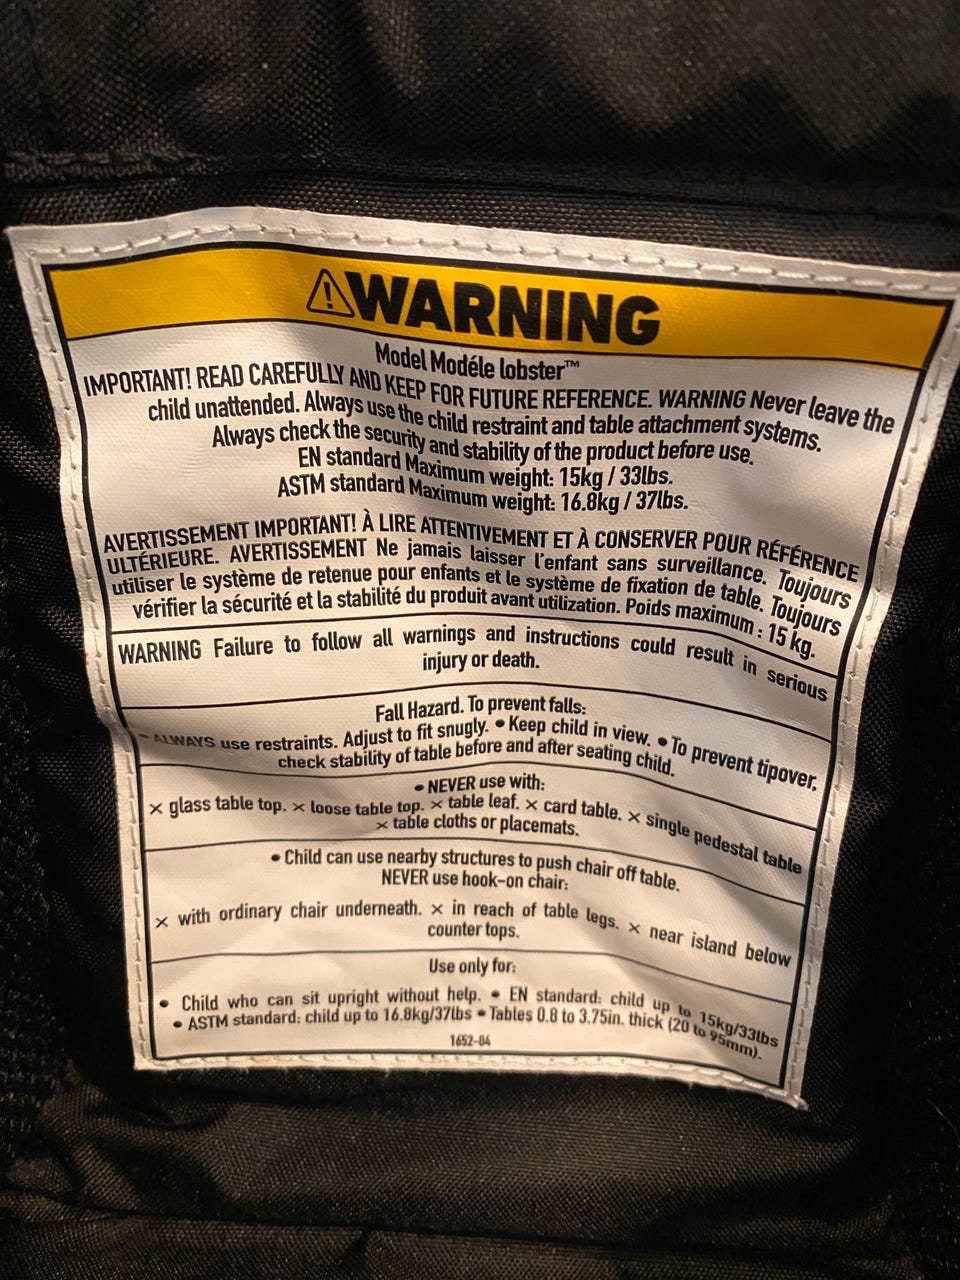 ⚠WARNING
Model Modéle lobster™
IMPORTANT! READ CAREFULLY AND KEEP FOR FUTURE REFERENCE. WARNING Never leave the
child unattended. Always use the child restraint and table attachment systems.
Always check the security and stability of the product before use.
EN standard Maximum weight: 15kg / 33lbs.
ASTM standard Maximum weight: 16.8kg / 37lbs.
AVERTISSEMENT IMPORTANT! À LIRE ATTENTIVEMENT ET À CONSERVER POUR RÉFÉRENCE
ULTÉRIEURE. AVERTISSEMENT Ne jamais laisser l'enfant sans surveillance. Toujours
utiliser le système de retenue pour enfants et le système de fixation de table. Toujours
vérifier la sécurité et la stabilité du produit avant utilization. Poids maximum : 15 kg.
WARNING Failure to follow all warnings and instructions could result in serious
injury or death.
Fall Hazard. To prevent falls:
• ALWAYS use restraints. Adjust to fit snugly. • Keep child in view. • To prevent tipover,
check stability of table before and after seating child.
• NEVER use with:
× glass table top. × loose table top. × table leaf. × card table. × single pedestal table
× table cloths or placemats.
• Child can use nearby structures to push chair off table.
NEVER use hook-on chair:
× with ordinary chair underneath. × in reach of table legs. × near island below
counter tops.
Use only for:
• Child who can sit upright without help. • EN standard: child up to 15kg/33lbs
• ASTM standard: child up to 16.8kg/37lbs • Tables 0.8 to 3.75in. thick (20 to 95mm).
1652-04